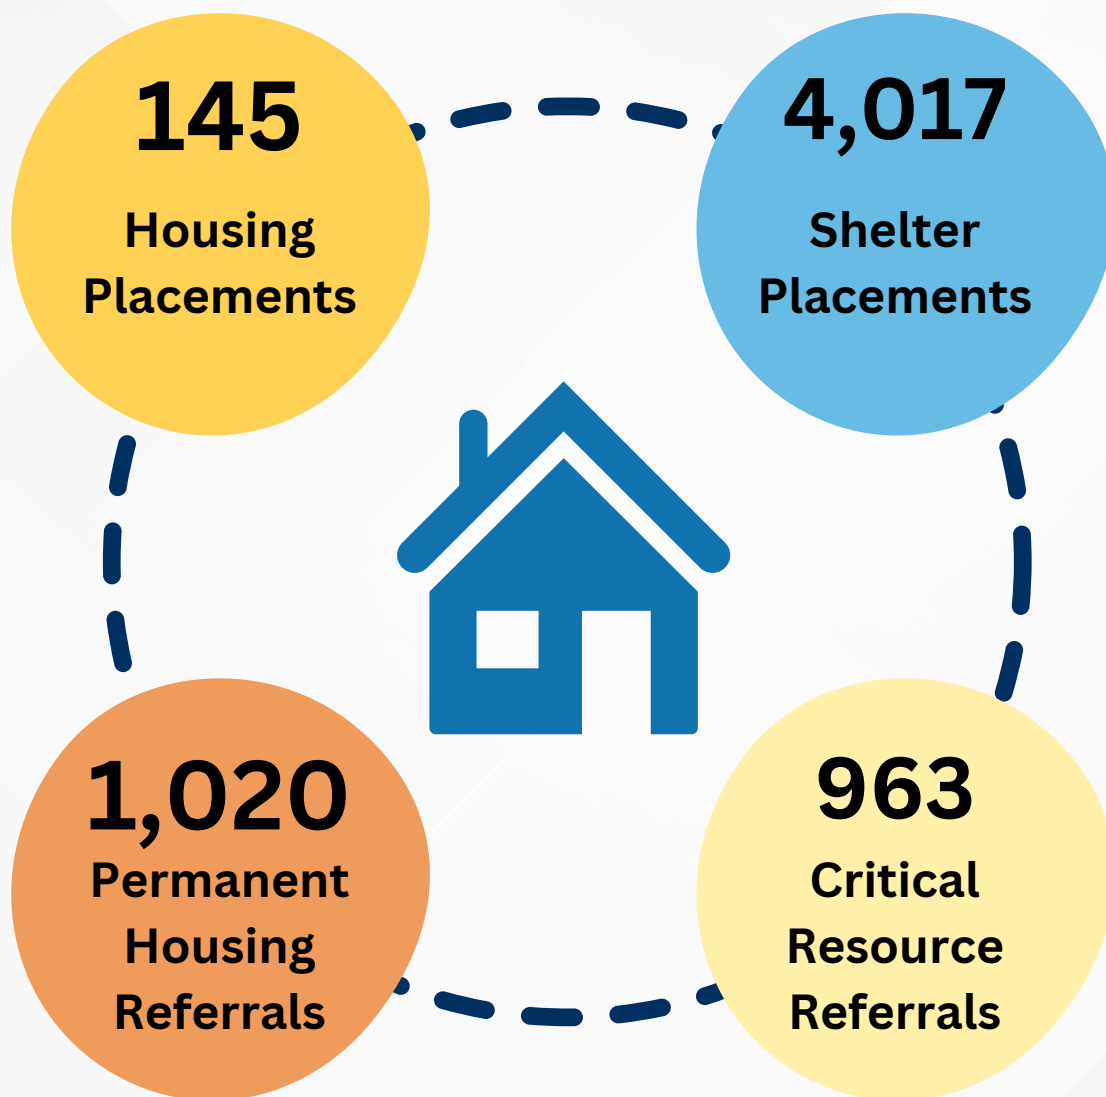 145
Housing
Placements
4,017
Shelter
Placements
1,020
Permanent
Housing
Referrals
963
Critical
Resource
Referrals